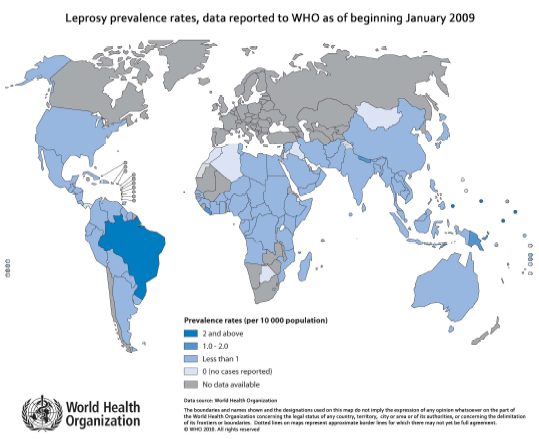 Leprosy prevalence rates, data reported to WHO as of beginning January 2009
Prevalence rates (per 10 000 population)
2 and above
1.0 - 2.0
Less than 1
0 (no cases reported)
No data available
Data source: World Health Organization
The boundaries and names shown and the designations used on this map do not imply the expression of any opinion whatsoever on the part of
the World Health Organization concerning the legal status of any country, territory, city or area or of its authorities, or concerning the delimitation
of its frontiers or boundaries. Dotted lines on maps represent approximate border lines for which there may not yet be full agreement.
© WHO 2010. All rights reserved
World Health
Organization